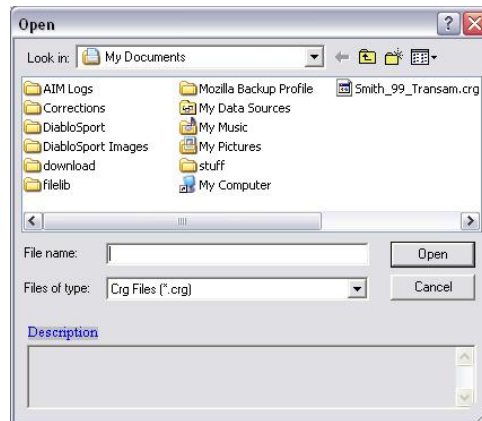 Open
Look in: My Documents
AIM Logs
Corrections
DiabloSport
DiabloSport Images
download
filelib
Mozilla Backup Profile
My Data Sources
My Music
My Pictures
stuff
My Computer
Smith_99_Transam.crg
File name:
Open
Files of type: Crg Files (*.crg)
Cancel
Description